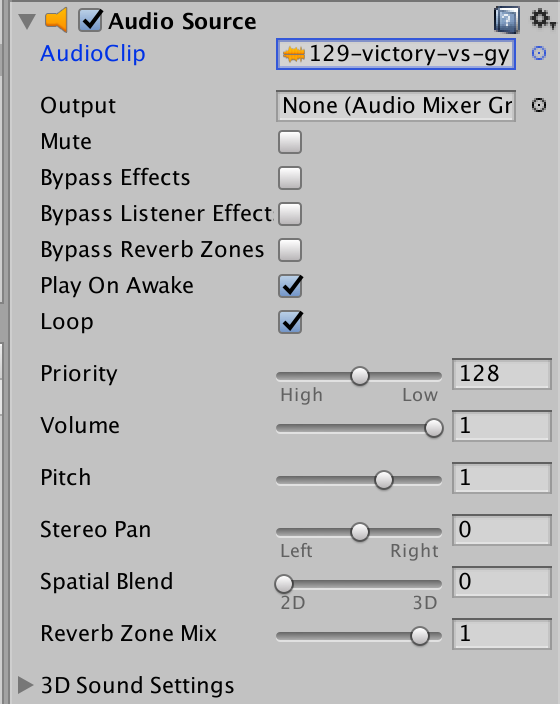 Audio Source
AudioClip 129-victory-vs-gy
Output None (Audio Mixer Gr
Mute
Bypass Effects
Bypass Listener Effect
Bypass Reverb Zones
Play On Awake
Loop
Priority 128
High Low
Volume 1
Pitch 1
Stereo Pan 0
Left Right
Spatial Blend 0
2D 3D
Reverb Zone Mix 1
3D Sound Settings